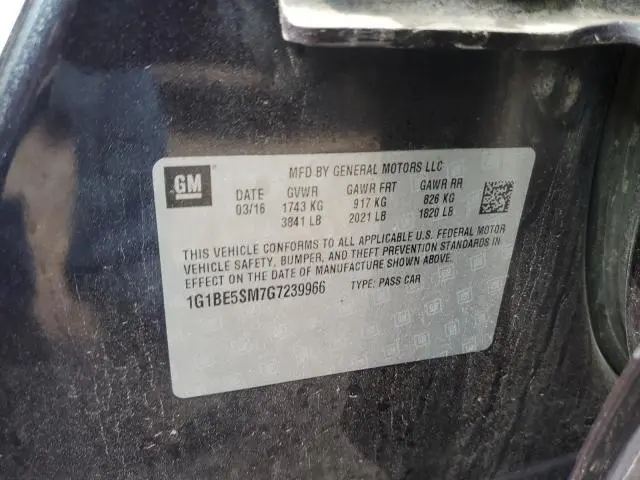 GM
MFD BY GENERAL MOTORS LLC
DATE GVWR GAWR FRT GAWR RR
03/16 1743 KG 917 KG 826 KG
3841 LB 2021 LB 1820 LB
THIS VEHICLE CONFORMS TO ALL APPLICABLE U.S. FEDERAL MOTOR
VEHICLE SAFETY, BUMPER, AND THEFT PREVENTION STANDARDS IN
EFFECT ON THE DATE OF MANUFACTURE SHOWN ABOVE.
1G1BE5SM7G7239966 TYPE: PASS CAR